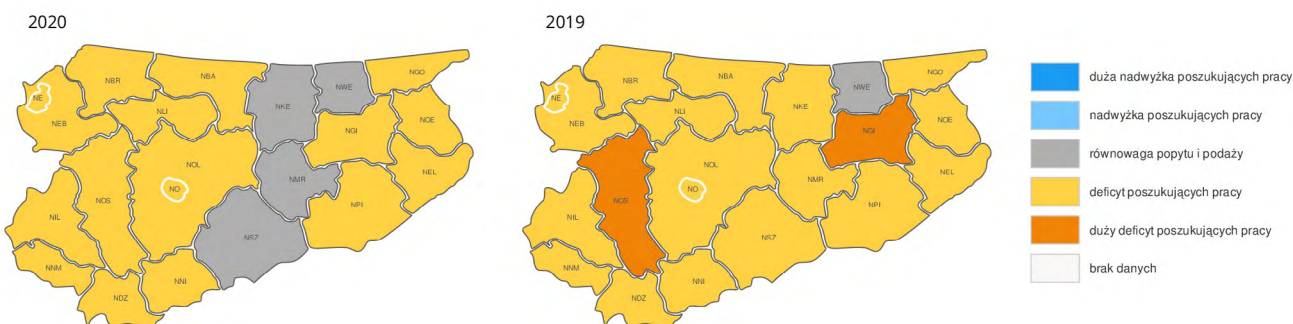 2020
NGO
NBR
NBA
NWE
NE
NKE
NLI
NEB
NOE
NGI
NOL
NEL
NMR
NO
NOS
NPI
NIL
NSZ
NNM
NNI
NDZ
2019
NGO
NBR
NBA
NWE
NE
NKE
NLI
NEB
NOE
NGI
NOL
NEL
NMR
NO
NOS
NPI
NIL
NSZ
NNM
NNI
NDZ
duża nadwyżka poszukujących pracy
nadwyżka poszukujących pracy
równowaga popytu i podaży
deficyt poszukujących pracy
duży deficyt poszukujących pracy
brak danych